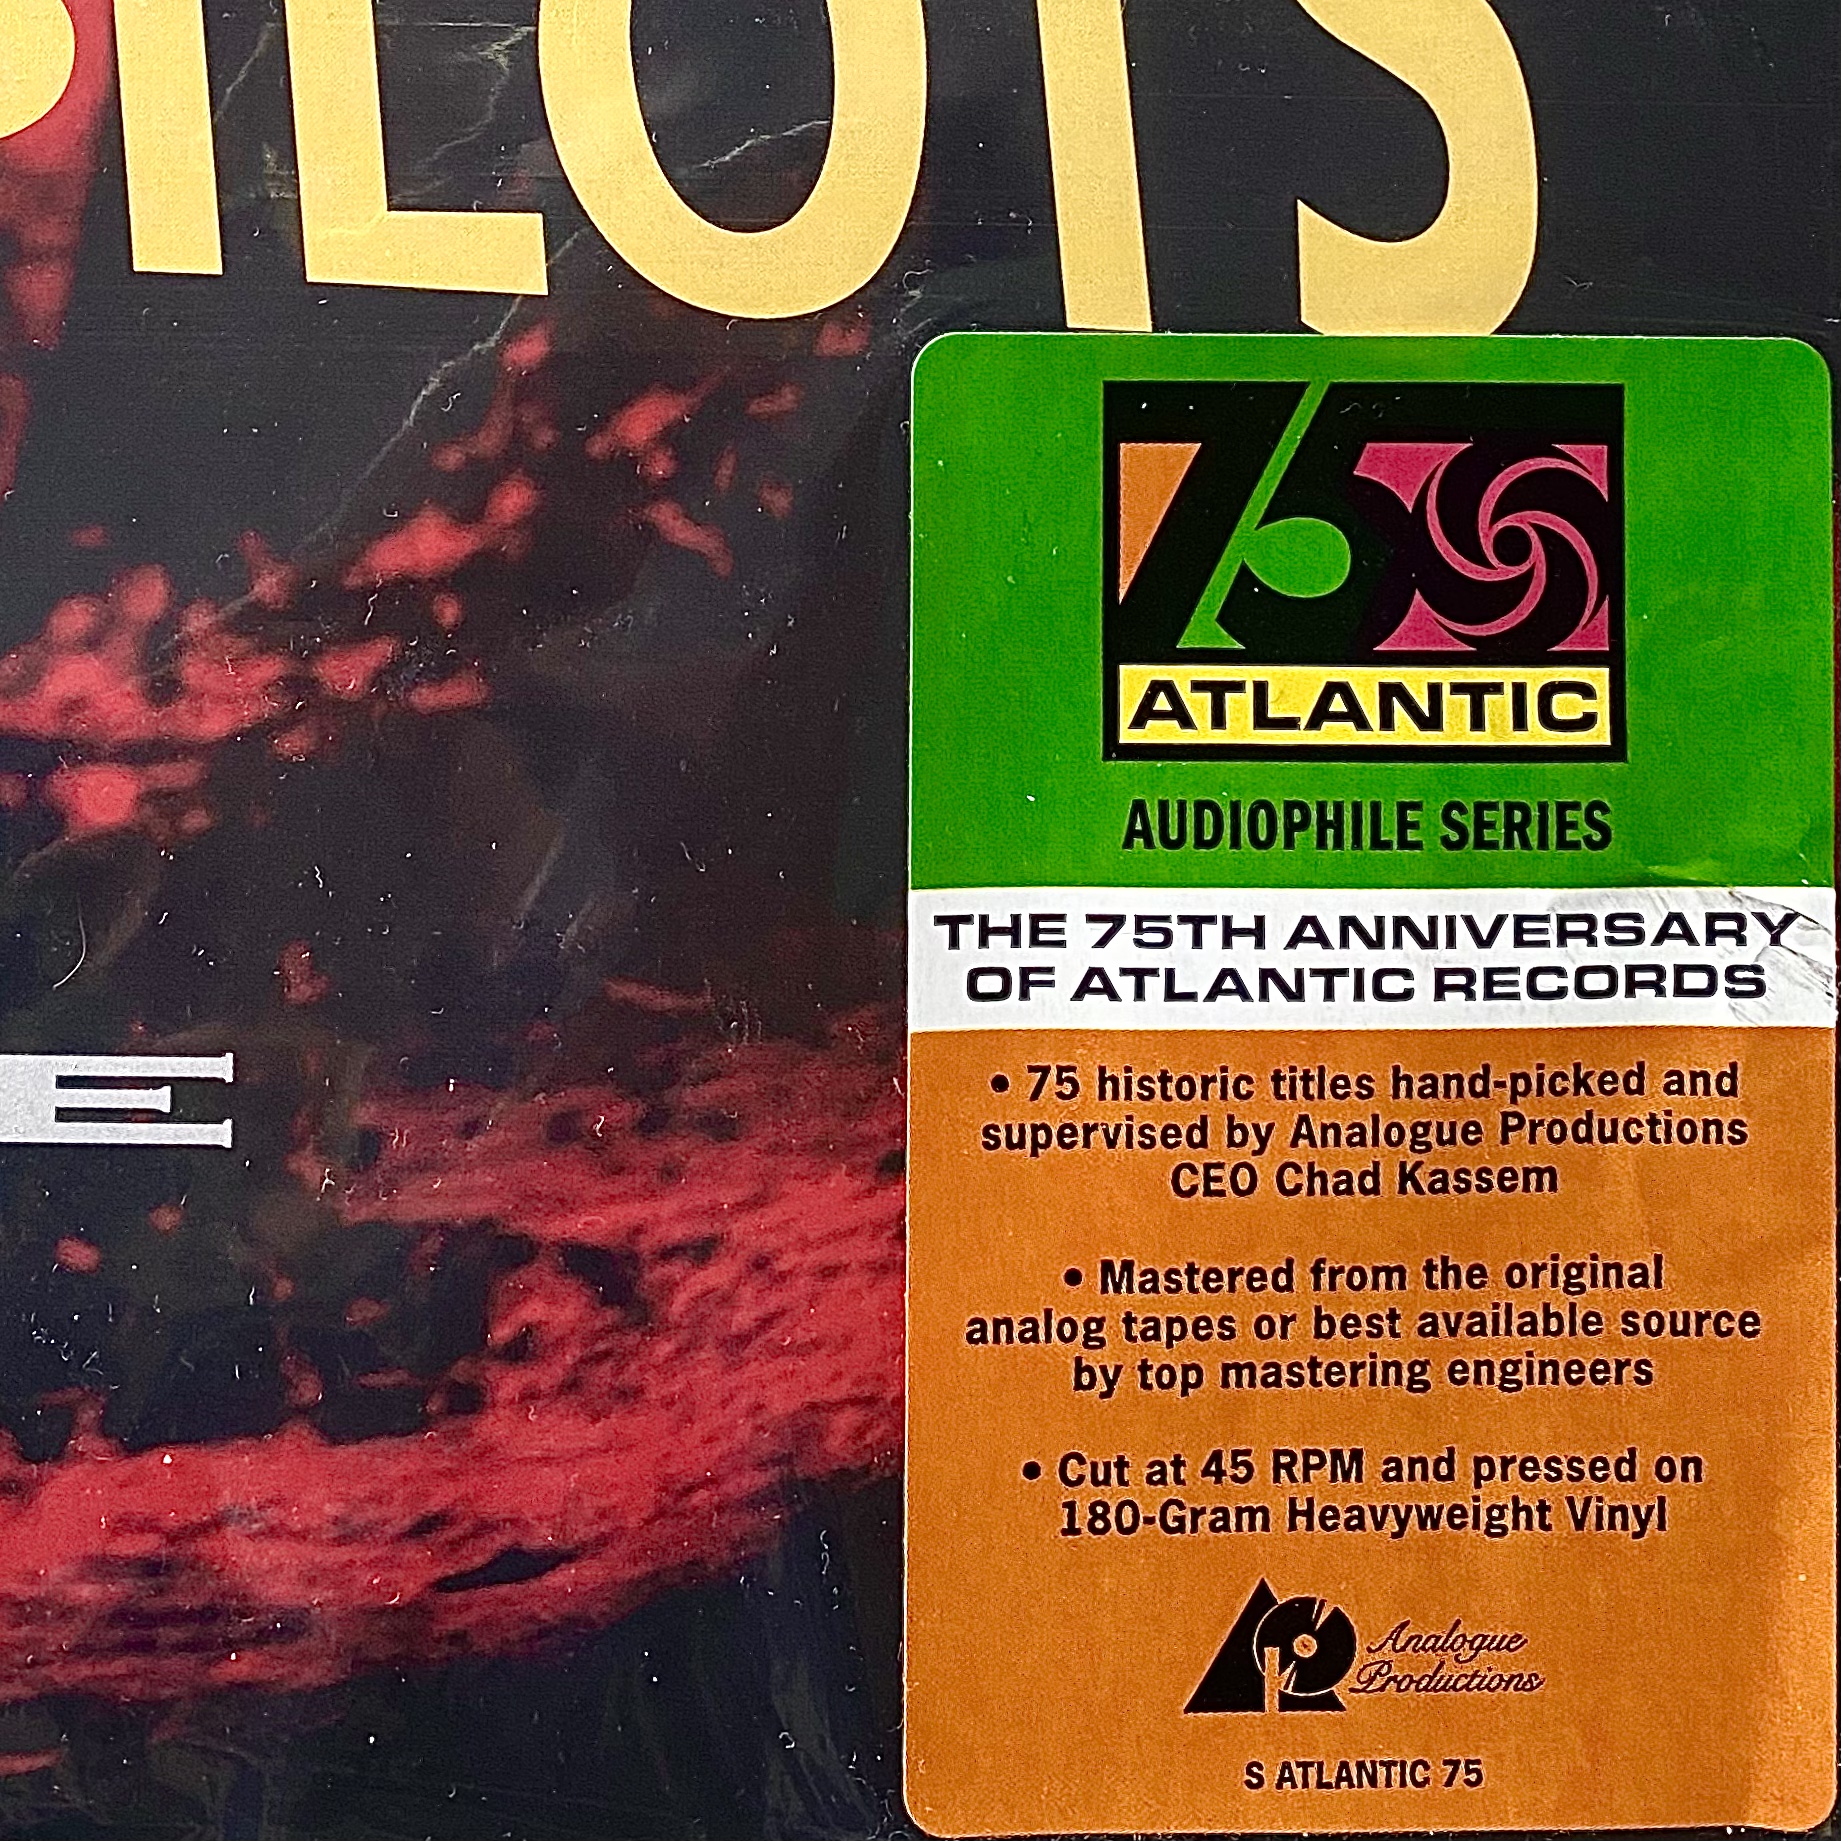 PILOTS
E
75
ATLANTIC
AUDIOPHILE SERIES
THE 75TH ANNIVERSARY
OF ATLANTIC RECORDS
• 75 historic titles hand-picked and
supervised by Analogue Productions
CEO Chad Kassem
• Mastered from the original
analog tapes or best available source
by top mastering engineers
• Cut at 45 RPM and pressed on
180-Gram Heavyweight Vinyl
AP Analogue
Productions
S ATLANTIC 75